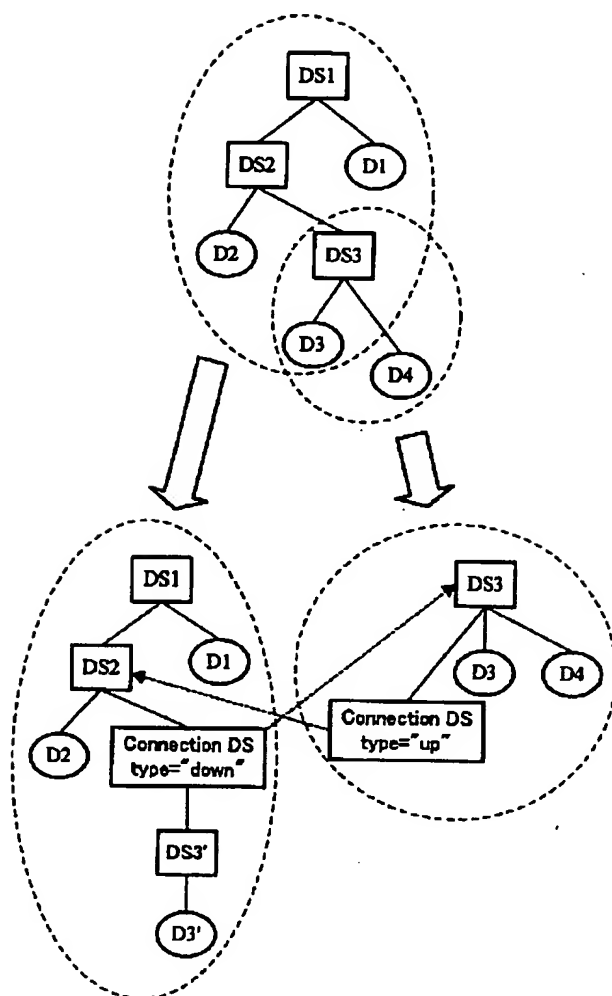 DS1
DS2
D1
D2
DS3
D3
D4
DS1
DS2
D1
D2
Connection DS
type="down"
DS3'
D3'
DS3
D3
D4
Connection DS
type="up"